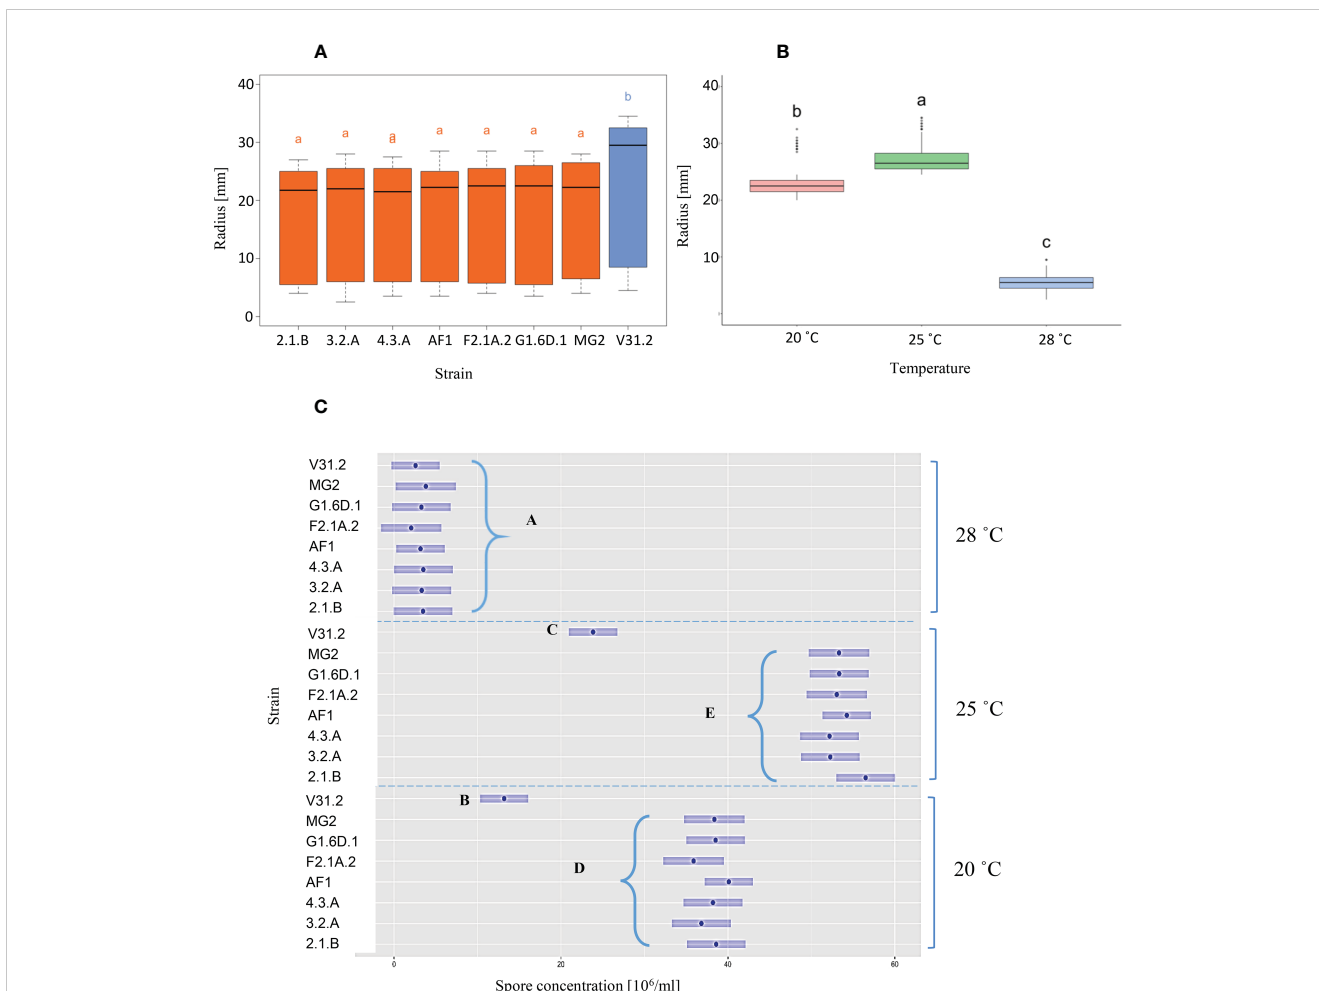 A
B
40
30
20
10
0
Radius [mm]
a
a
a
a
a
a
a
a
b
2.1.B
3.2.A
4.3.A
AF1
F2.1A.2
G1.6D.1
MG2
V31.2
Strain
40
30
20
10
Radius [mm]
b
a
c
20 ˚C
25 ˚C
28 ˚C
Temperature
C
V31.2
MG2
G1.6D.1
F2.1A.2
AF1
4.3.A
3.2.A
2.1.B
A
28 ˚C
V31.2
MG2
G1.6D.1
F2.1A.2
AF1
4.3.A
3.2.A
2.1.B
C
E
25 ˚C
Strain
V31.2
MG2
G1.6D.1
F2.1A.2
AF1
4.3.A
3.2.A
2.1.B
B
D
20 ˚C
0
20
40
60
Spore concentration [10⁶/ml]